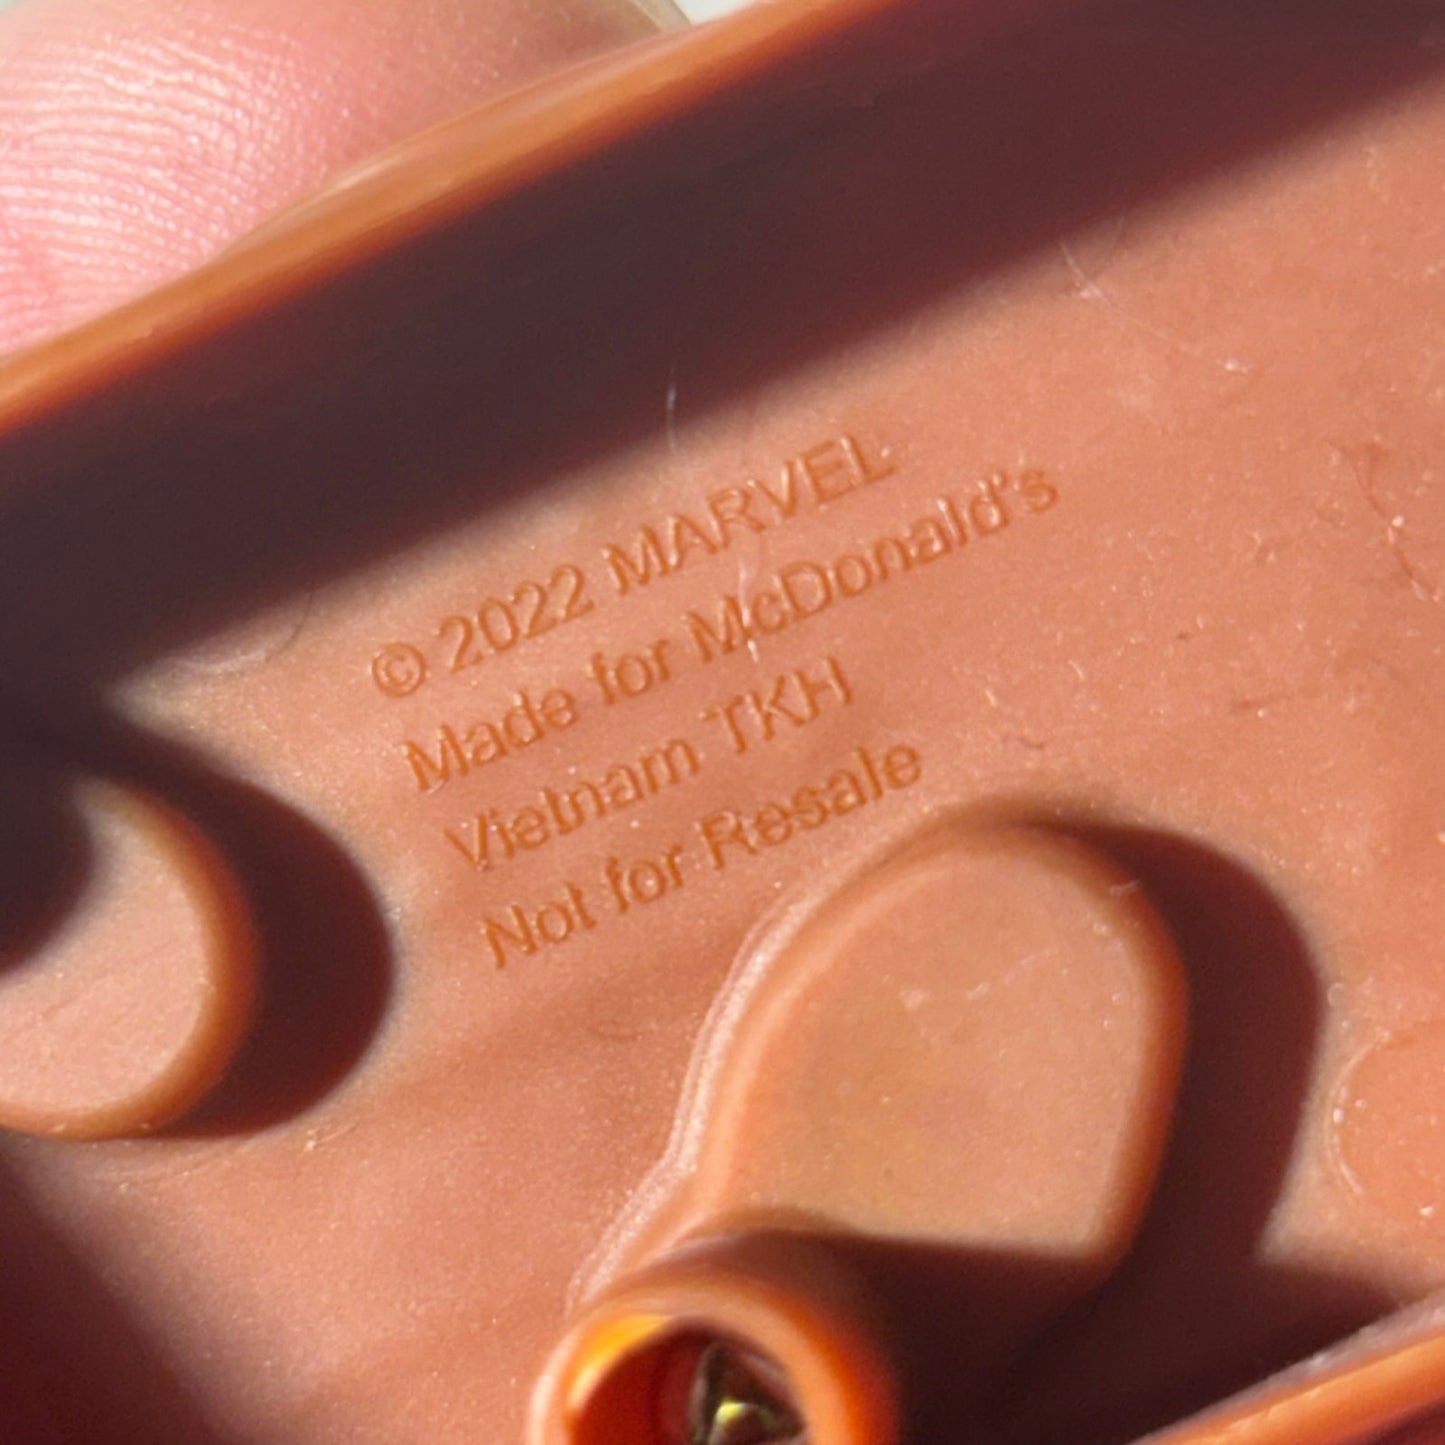 © 2022 MARVEL
Made for McDonald's
Vietnam TKH
Not for Resale